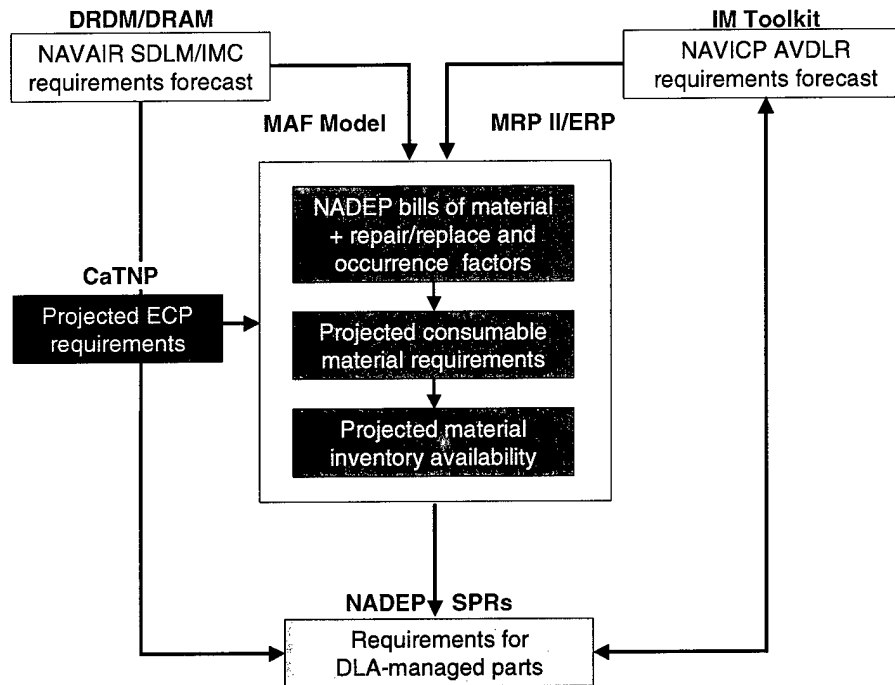 DRDM/DRAM
NAVAIR SDLM/IMC
requirements forecast
IM Toolkit
NAVICP AVDLR
requirements forecast
MAF Model
MRP II/ERP
NADEP bills of material
+ repair/replace and
occurrence factors
CaTNP
Projected ECP
requirements
Projected consumable
material requirements
Projected material
inventory availability
NADEP SPRs
Requirements for
DLA-managed parts